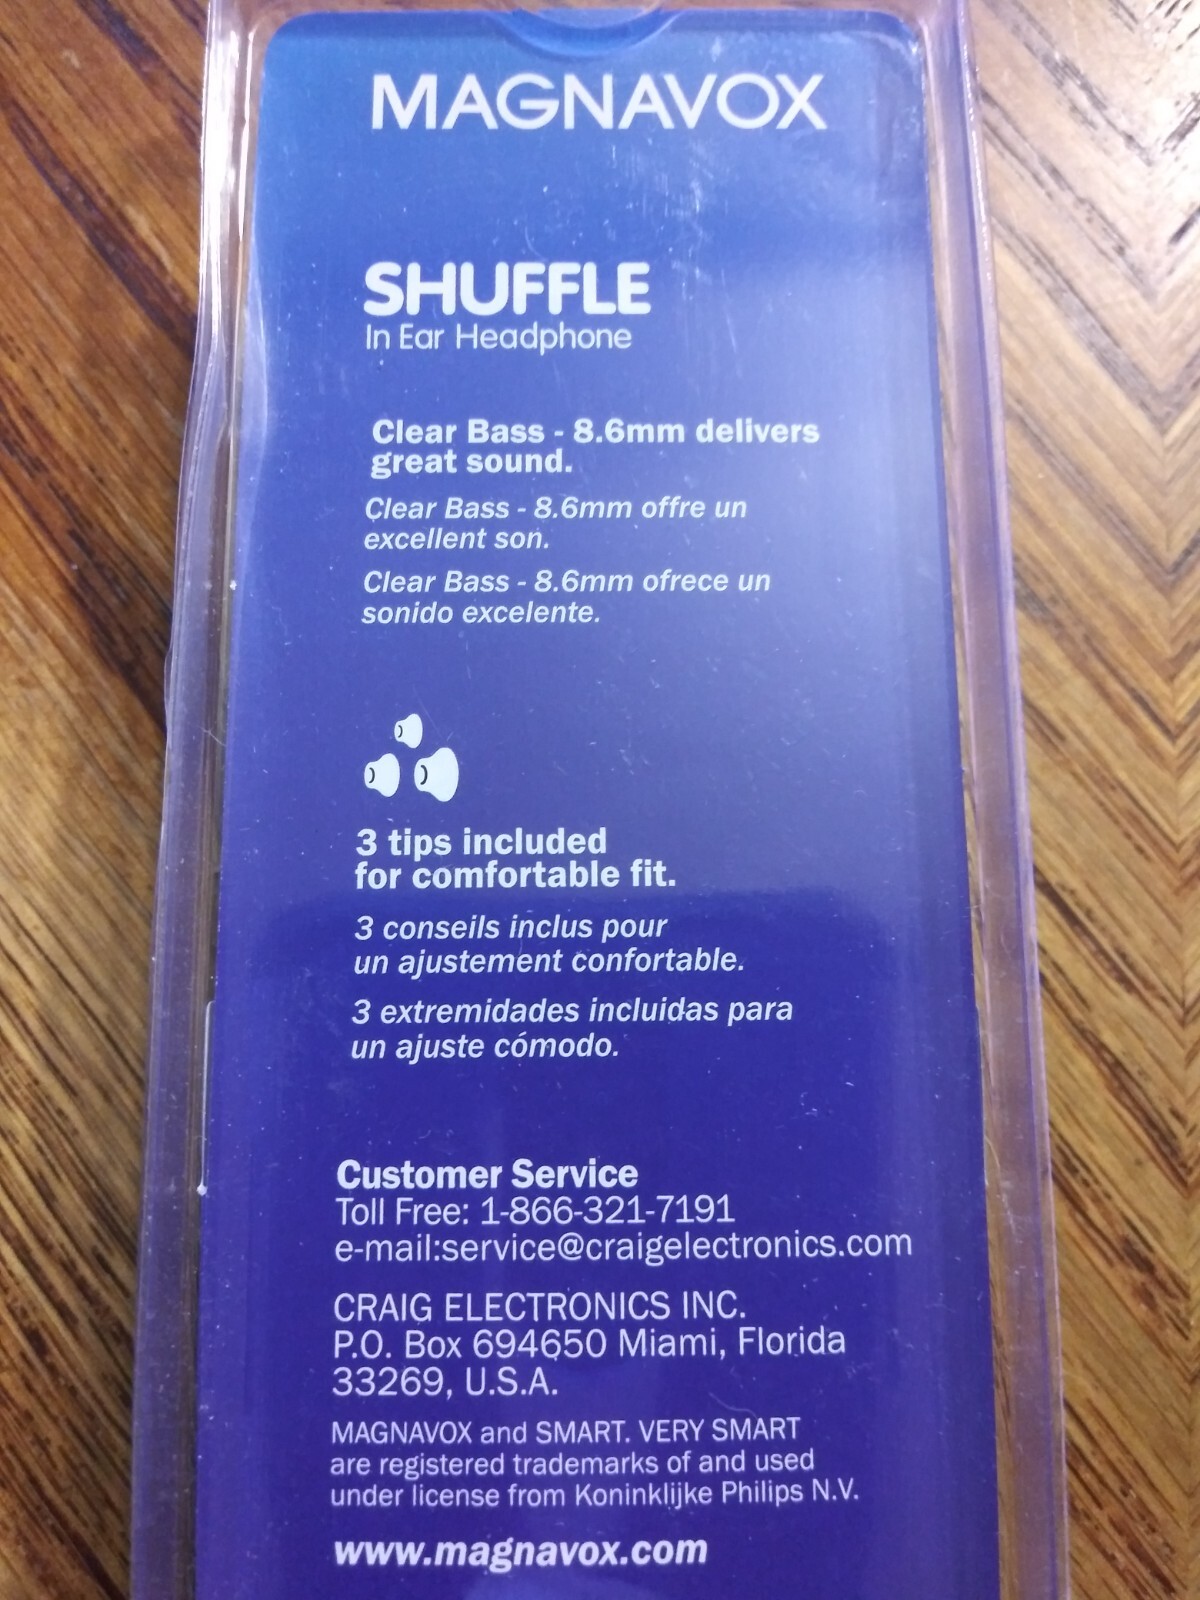 MAGNAVOX
SHUFFLE
In Ear Headphone
Clear Bass - 8.6mm delivers
great sound.
Clear Bass - 8.6mm offre un
excellent son.
Clear Bass - 8.6mm ofrece un
sonido excelente.
3 tips included
for comfortable fit.
3 conseils inclus pour
un ajustement confortable.
3 extremidades incluidas para
un ajuste cómodo.
Customer Service
Toll Free: 1-866-321-7191
e-mail:service@craigelectronics.com
CRAIG ELECTRONICS INC.
P.O. Box 694650 Miami, Florida
33269, U.S.A.
MAGNAVOX and SMART. VERY SMART
are registered trademarks of and used
under license from Koninklijke Philips N.V.
www.magnavox.com